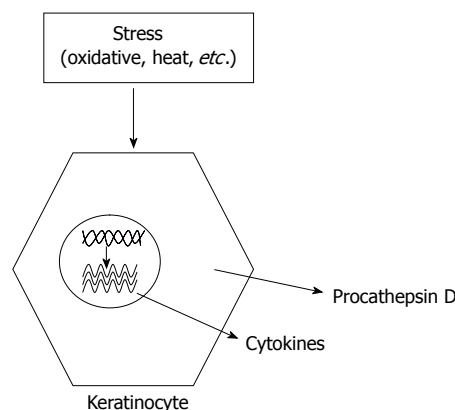 Stress
(oxidative, heat, etc.)
Procathepsin D
Cytokines
Keratinocyte